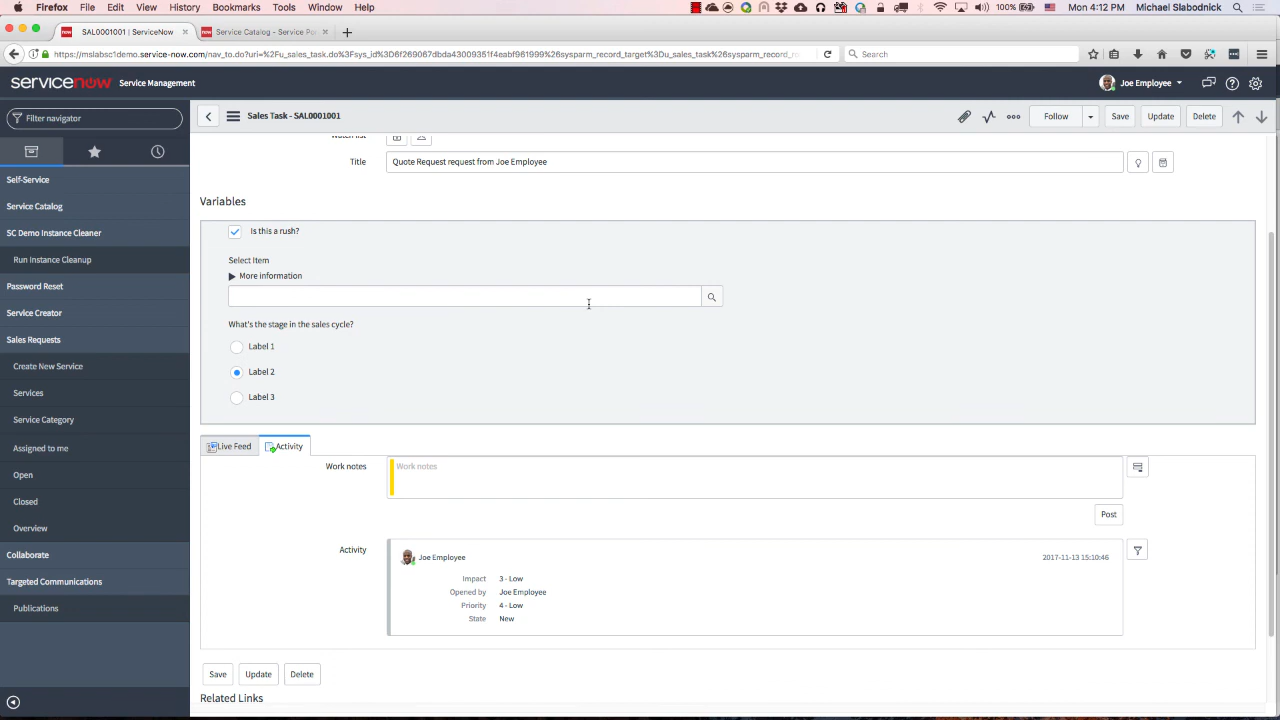 Firefox File Edit View History Bookmarks Tools Window Help
100% Mon 4:12 PM Michael Slabodnick
now SAL0001001 | ServiceNow × now Service Catalog - Service Po × +
https://mslabsc1demo.service-now.com/nav_to.do?uri=%2Fu_sales_task.do%3Fsys_id%3D6f269067dbda43009351f4eabf961999%26sysparm_record_target%3Du_sales_task%26sysparm_record_ro
Search
servicenow Service Management
Joe Employee
Filter navigator
Sales Task - SAL0001001
Follow Save Update Delete
Self-Service
Service Catalog
SC Demo Instance Cleaner
Run Instance Cleanup
Password Reset
Service Creator
Sales Requests
Create New Service
Services
Service Category
Assigned to me
Open
Closed
Overview
Collaborate
Targeted Communications
Publications
Watch list
Title Quote Request request from Joe Employee
Variables
Is this a rush?
Select Item
More information
What's the stage in the sales cycle?
Label 1
Label 2
Label 3
Live Feed Activity
Work notes Work notes
Post
Activity Joe Employee 2017-11-13 15:10:46
Impact 3 - Low
Opened by Joe Employee
Priority 4 - Low
State New
Save Update Delete
Related Links